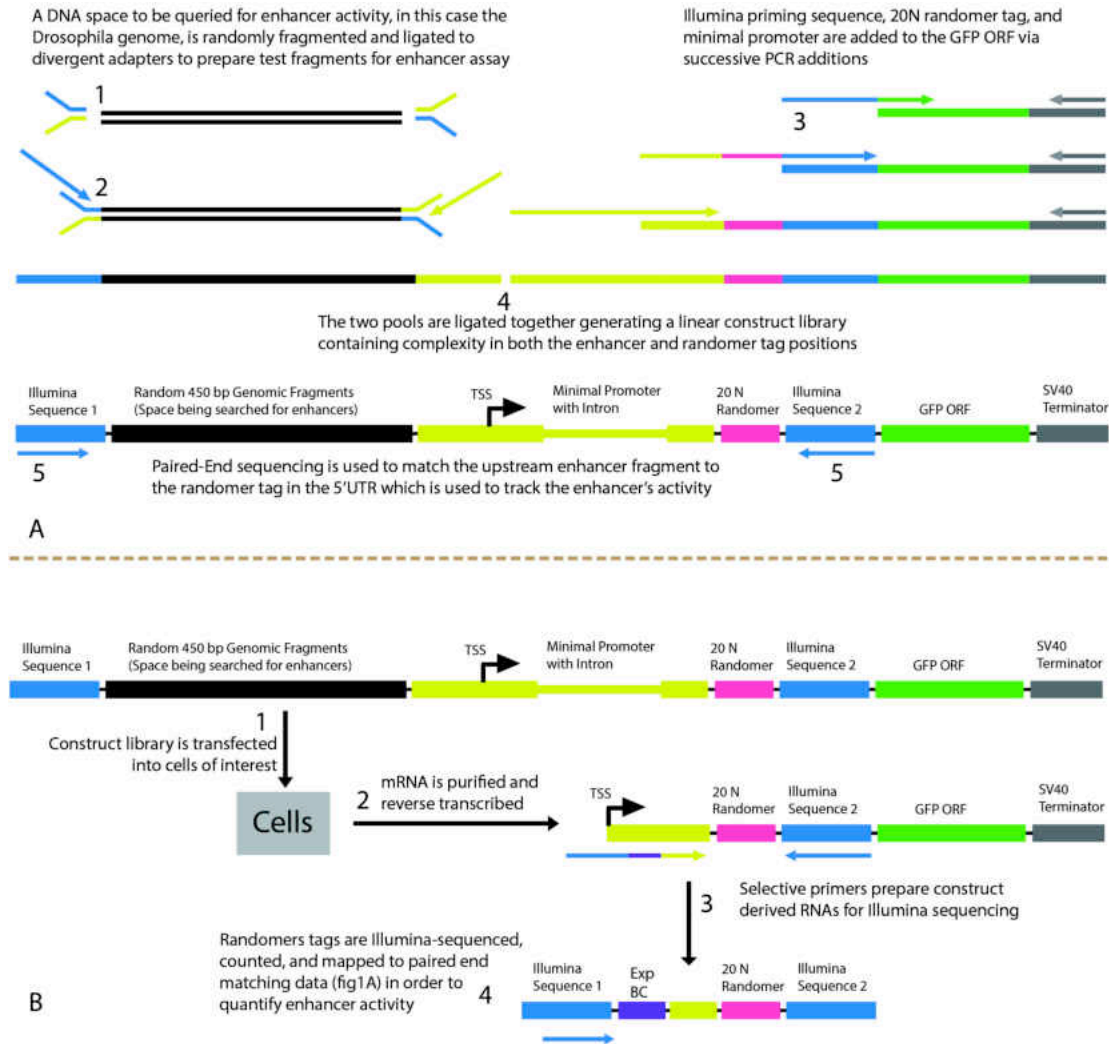 A DNA space to be queried for enhancer activity, in this case the
Drosophila genome, is randomly fragmented and ligated to
divergent adapters to prepare test fragments for enhancer assay
Illumina priming sequence, 20N randomer tag, and
minimal promoter are added to the GFP ORF via
successive PCR additions
1
2
3
4
The two pools are ligated together generating a linear construct library
containing complexity in both the enhancer and randomer tag positions
Illumina
Sequence 1
Random 450 bp Genomic Fragments
(Space being searched for enhancers)
TSS
Minimal Promoter
with Intron
20 N
Randomer
Illumina
Sequence 2
GFP ORF
SV40
Terminator
5
5
Paired-End sequencing is used to match the upstream enhancer fragment to
the randomer tag in the 5'UTR which is used to track the enhancer's activity
A
Illumina
Sequence 1
Random 450 bp Genomic Fragments
(Space being searched for enhancers)
TSS
Minimal Promoter
with Intron
20 N
Randomer
Illumina
Sequence 2
GFP ORF
SV40
Terminator
1
Construct library is transfected
into cells of interest
Cells
2
mRNA is purified and
reverse transcribed
TSS
20 N
Randomer
Illumina
Sequence 2
GFP ORF
SV40
Terminator
3
Selective primers prepare construct
derived RNAs for Illumina sequencing
Randomers tags are Illumina-sequenced,
counted, and mapped to paired end
matching data (fig1A) in order to
quantify enhancer activity
4
Illumina
Sequence 1
Exp
BC
20 N
Randomer
Illumina
Sequence 2
B